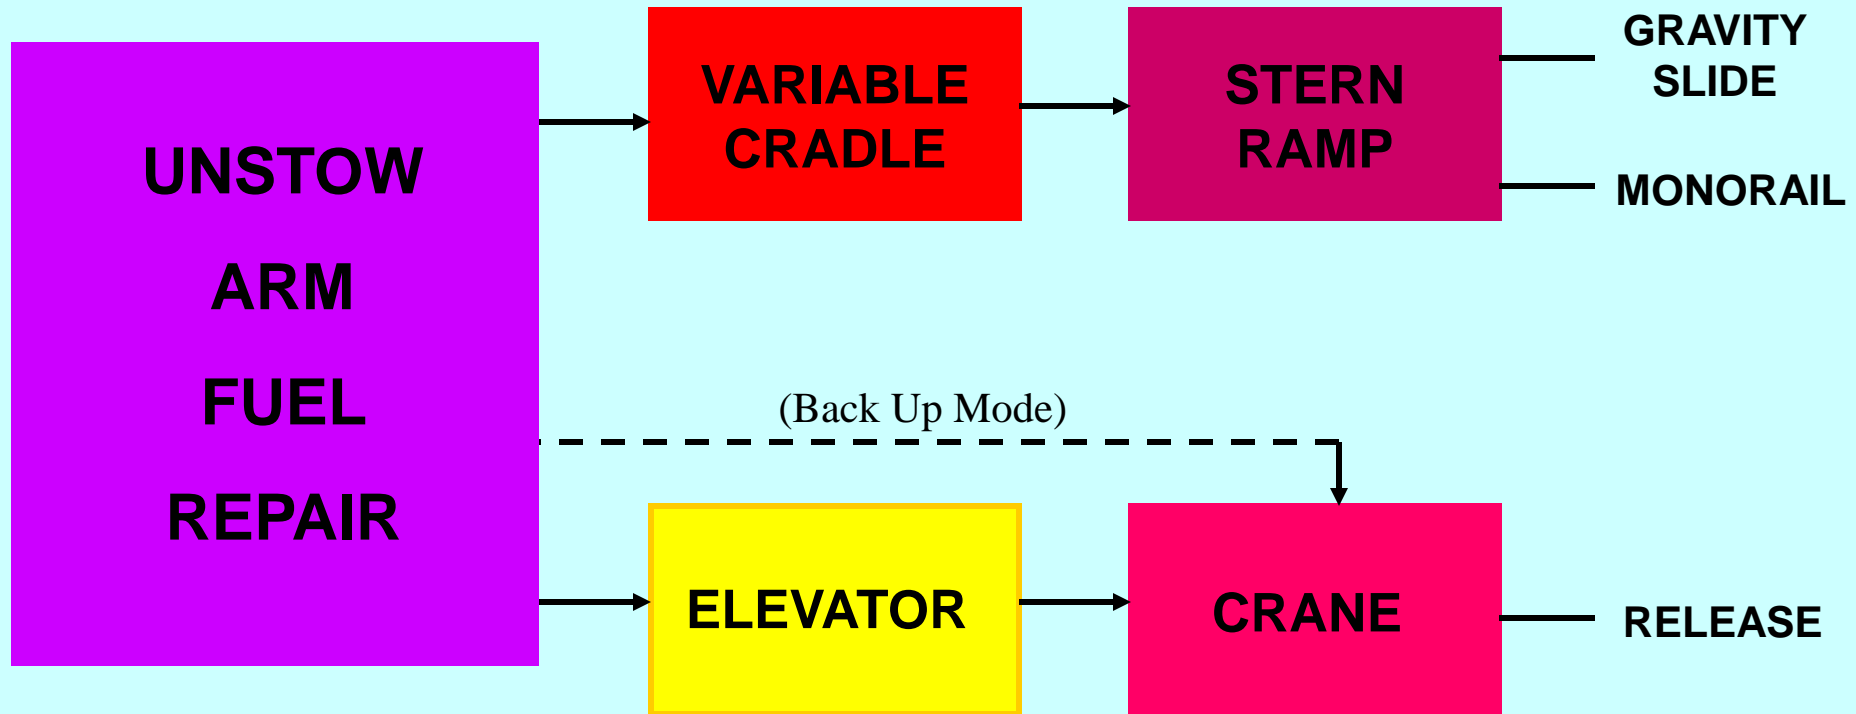 UNSTOW
ARM
FUEL
REPAIR
VARIABLE
CRADLE
STERN
RAMP
GRAVITY
SLIDE
MONORAIL
(Back Up Mode)
ELEVATOR
CRANE
RELEASE